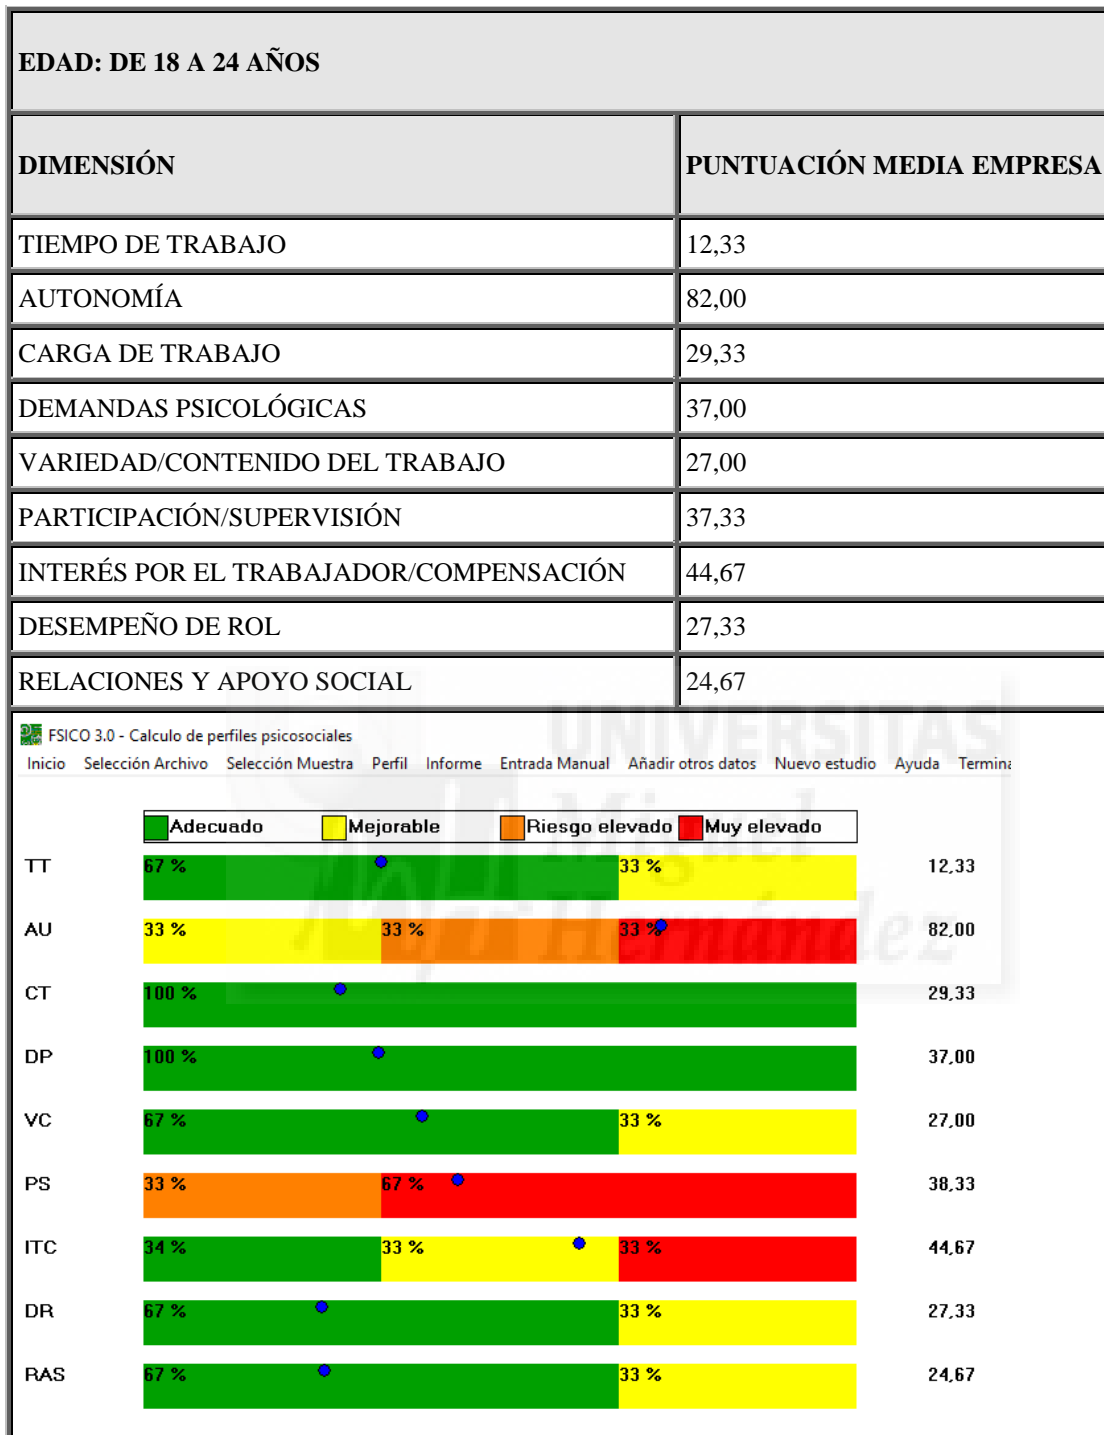 EDAD: DE 18 A 24 AÑOS
DIMENSIÓN PUNTUACIÓN MEDIA EMPRESA
TIEMPO DE TRABAJO 12,33
AUTONOMÍA 82,00
CARGA DE TRABAJO 29,33
DEMANDAS PSICOLÓGICAS 37,00
VARIEDAD/CONTENIDO DEL TRABAJO 27,00
PARTICIPACIÓN/SUPERVISIÓN 37,33
INTERÉS POR EL TRABAJADOR/COMPENSACIÓN 44,67
DESEMPEÑO DE ROL 27,33
RELACIONES Y APOYO SOCIAL 24,67
UNIVERSITAS
Miguel
Hernández
FSICO 3.0 - Calculo de perfiles psicosociales
Inicio Selección Archivo Selección Muestra Perfil Informe Entrada Manual Añadir otros datos Nuevo estudio Ayuda Termina
Adecuado Mejorable Riesgo elevado Muy elevado
TT 67 % 33 % 12,33
AU 33 % 33 % 33 % 82,00
CT 100 % 29,33
DP 100 % 37,00
VC 67 % 33 % 27,00
PS 33 % 67 % 38,33
ITC 34 % 33 % 33 % 44,67
DR 67 % 33 % 27,33
RAS 67 % 33 % 24,67